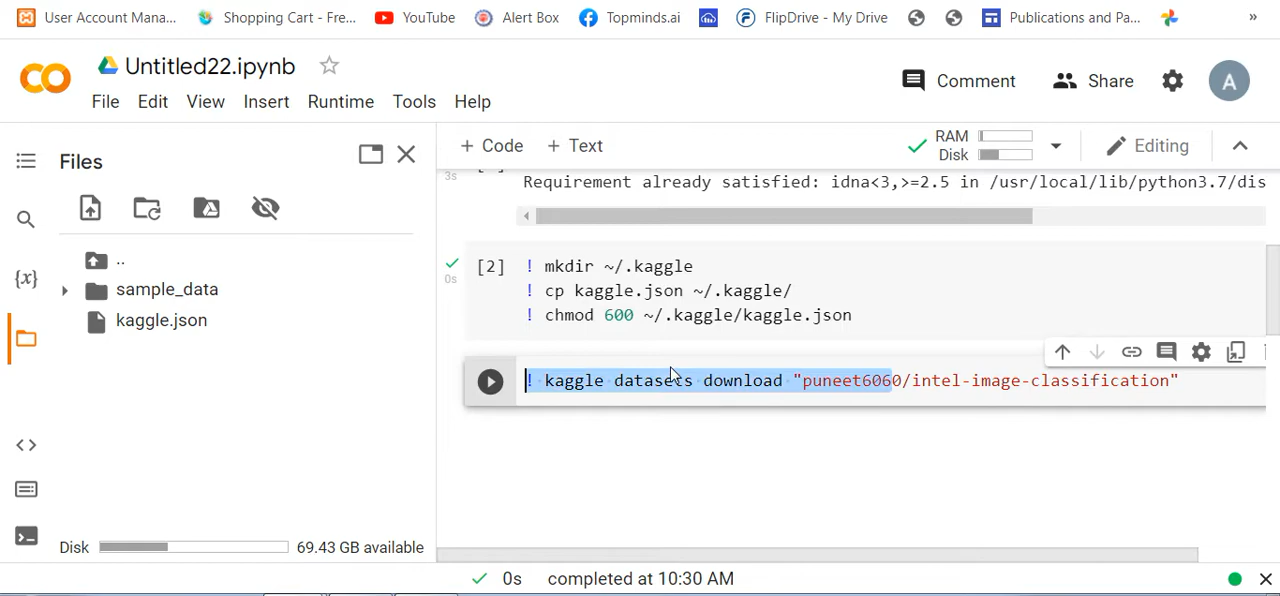 User Account Mana...
Shopping Cart - Fre...
YouTube
Alert Box
Topminds.ai
FlipDrive - My Drive
Publications and Pa...
»
CO
Untitled22.ipynb
Comment
Share
A
File
Edit
View
Insert
Runtime
Tools
Help
Files
+ Code
+ Text
RAM
Disk
Editing
{x}
..
sample_data
kaggle.json
Disk
69.43 GB available
3s
Requirement already satisfied: idna<3,>=2.5 in /usr/local/lib/python3.7/dis
0s
[2]
! mkdir ~/.kaggle
! cp kaggle.json ~/.kaggle/
! chmod 600 ~/.kaggle/kaggle.json
! kaggle datasets download "puneet6060/intel-image-classification"
0s
completed at 10:30 AM